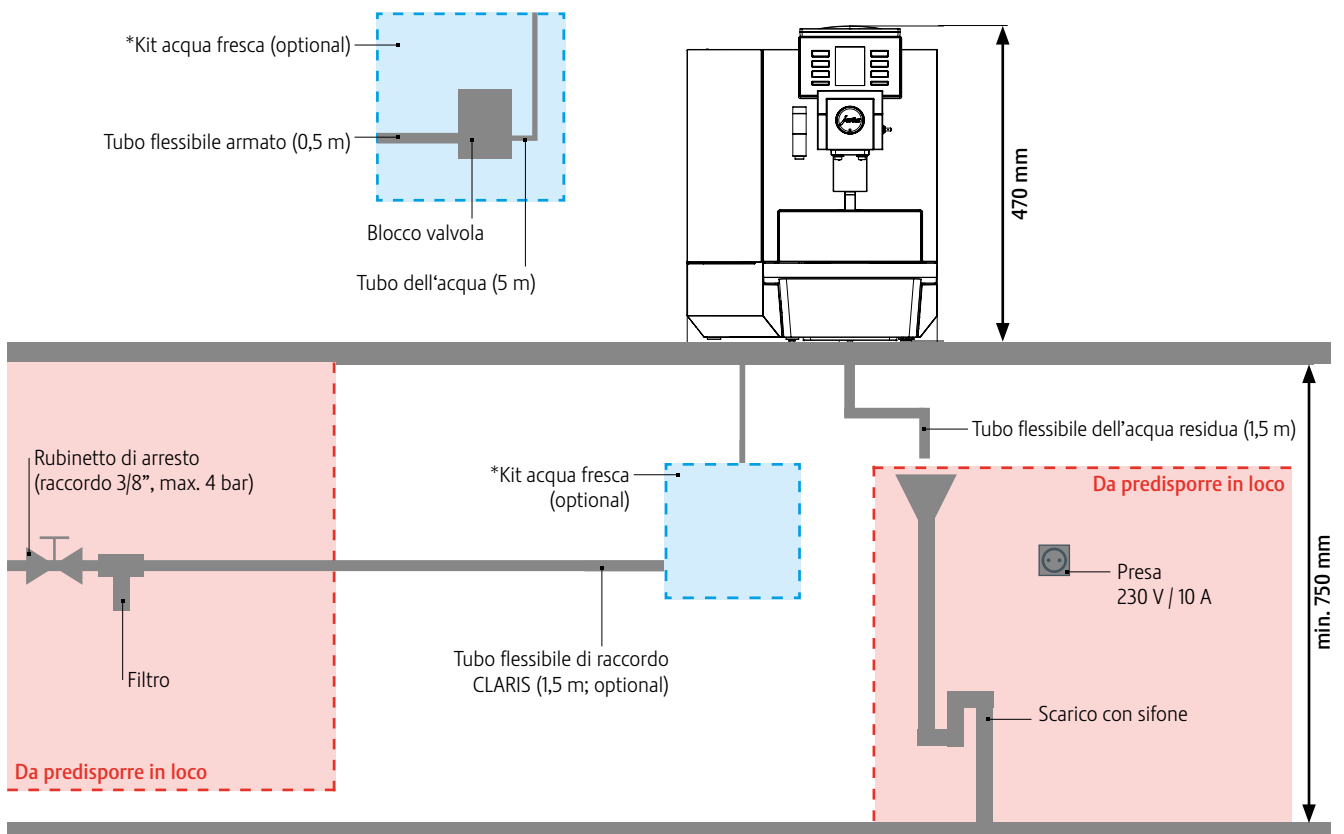 *Kit acqua fresca (optional)
Tubo flessibile armato (0,5 m)
Blocco valvola
Tubo dell‘acqua (5 m)
jura
470 mm
Rubinetto di arresto
(raccordo 3/8”, max. 4 bar)
Filtro
Da predisporre in loco
*Kit acqua fresca
(optional)
Tubo flessibile di raccordo
CLARIS (1,5 m; optional)
Tubo flessibile dell’acqua residua (1,5 m)
Da predisporre in loco
Presa
230 V / 10 A
Scarico con sifone
min. 750 mm